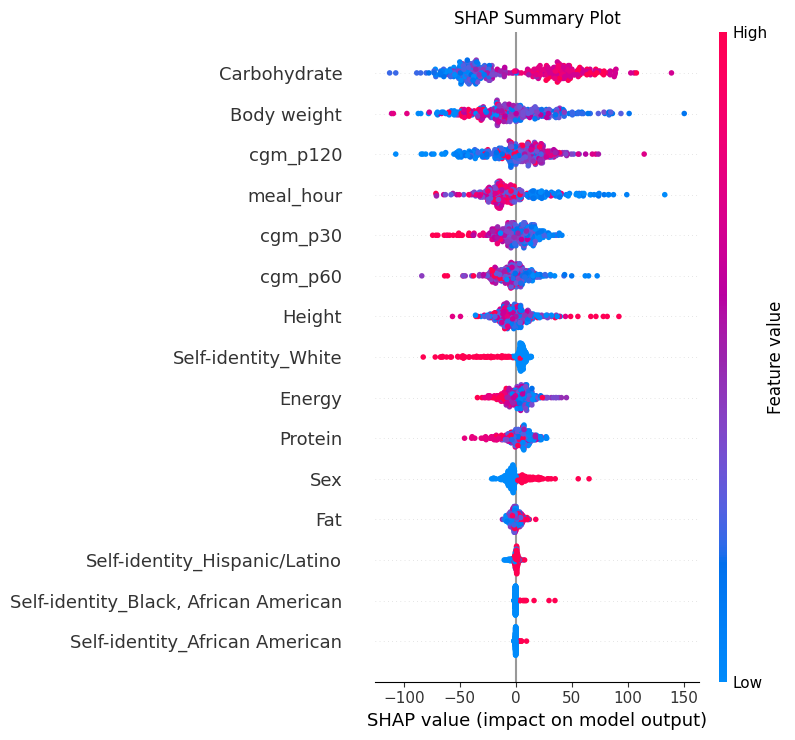 SHAP Summary Plot
High
Carbohydrate
Body weight
cgm_p120
meal_hour
cgm_p30
cgm_p60
Height
Self-identity_White
Energy
Protein
Sex
Fat
Self-identity_Hispanic/Latino
Self-identity_Black, African American
Self-identity_African American
Feature value
Low
−100 −50 0 50 100 150
SHAP value (impact on model output)